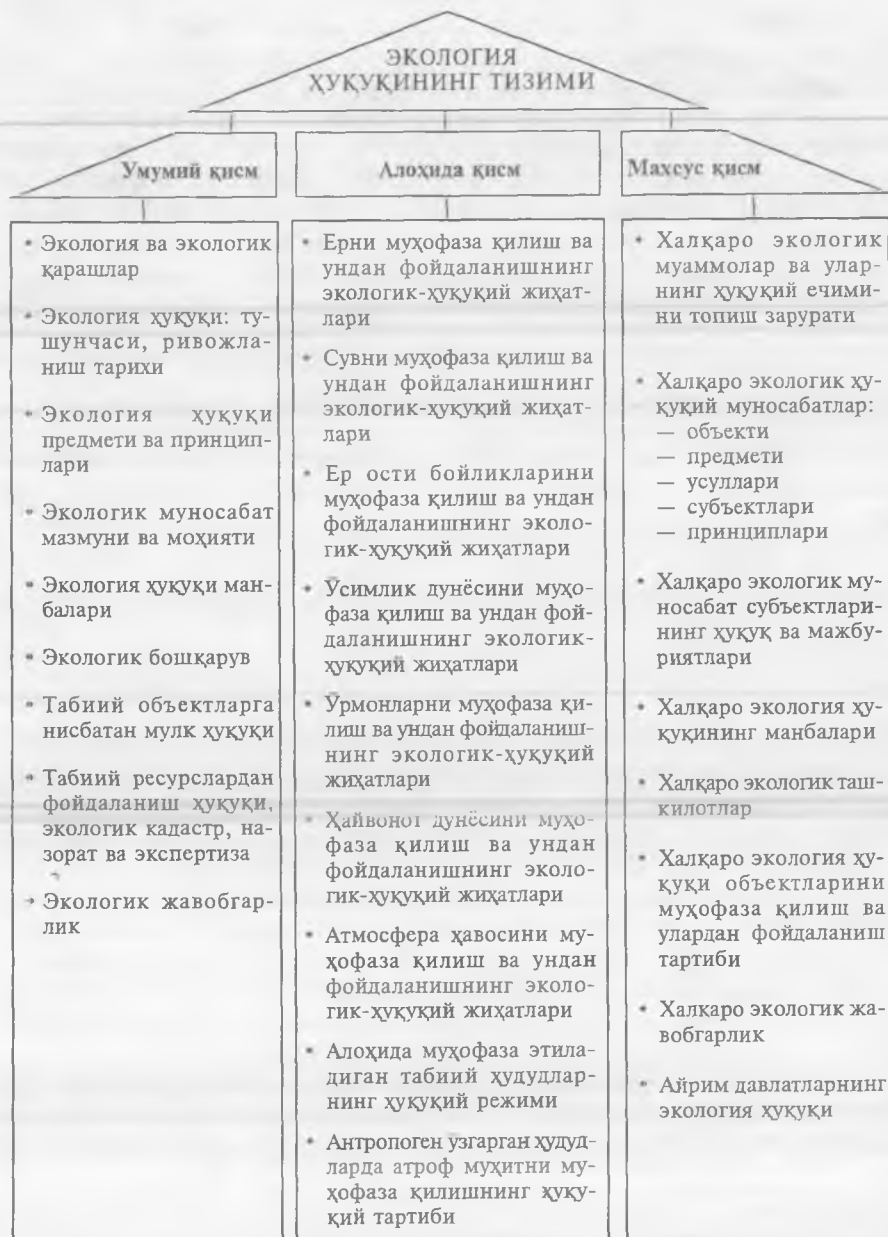 ЭКОЛОГИЯ
ҲУҚУҚИНИНГ ТИЗИМИ
Умумий қисм
Алоҳида қисм
Махсус қисм
• Экология ва экологик
қарашлар
• Экология ҳуқуқи: ту-
шунчаси, ривожла-
ниш тарихи
• Экология ҳуқуқи
предмети ва принцип-
лари
• Экологик муносабат
мазмуни ва моҳияти
• Экология ҳуқуқи ман-
балари
• Экологик бошқарув
• Табиий объектларга
нисбатан мулк ҳуқуқи
• Табиий ресурслардан
фойдаланиш ҳуқуқи,
экологик кадастр, на-
зорат ва экспертиза
• Экологик жавобгар-
лик
• Ерни муҳофаза қилиш ва
ундан фойдаланишнинг
экологик-ҳуқуқий жиҳат-
лари
• Сувни муҳофаза қилиш ва
ундан фойдаланишнинг
экологик-ҳуқуқий жиҳат-
лари
• Ер ости бойликларини
муҳофаза қилиш ва ундан
фойдаланишнинг эколо-
гик-ҳуқуқий жиҳатлари
• Ўсимлик дунёсини муҳо-
фаза қилиш ва ундан фой-
даланишнинг экологик-
ҳуқуқий жиҳатлари
• Ўрмонларни муҳофаза қи-
лиш ва ундан фойдаланиш-
нинг экологик-ҳуқуқий
жиҳатлари
• Ҳайвонот дунёсини муҳо-
фаза қилиш ва ундан
фойдаланишнинг эколо-
гик-ҳуқуқий жиҳатлари
• Атмосфера ҳавосини му-
ҳофаза қилиш ва ундан
фойдаланишнинг эколо-
гик-ҳуқуқий жиҳатлари
• Алоҳида муҳофаза этила-
диган табиий ҳудудлар-
нинг ҳуқуқий режими
• Антропоген ўзгарган ҳудуд-
ларда атроф муҳитни му-
ҳофаза қилишнинг ҳуқу-
қий тартиби
• Халқаро экологик
муаммолар ва улар-
нинг ҳуқуқий ечими-
ни топиш зарурати
• Халқаро экологик ҳу-
қуқий муносабатлар:
— объекти
— предмети
— усуллари
— субъектлари
— принциплари
• Халқаро экологик му-
носабат субъектлари-
нинг ҳуқуқ ва мажбу-
риятлари
• Халқаро экология ҳу-
қуқининг манбалари
• Халқаро экологик таш-
килотлар
• Халқаро экология ҳу-
қуқи объектларини
муҳофаза қилиш ва
улардан фойдаланиш
тартиби
• Халқаро экологик жа-
вобгарлик
• Айрим давлатларнинг
экология ҳуқуқи